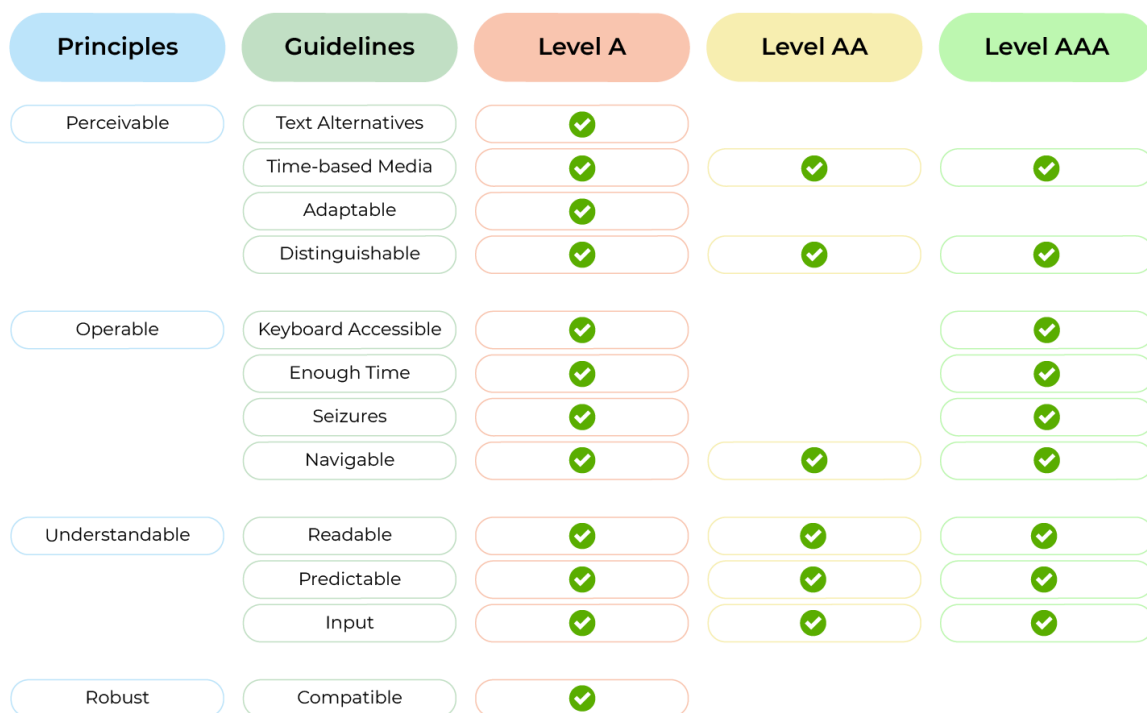 Principles Guidelines Level A Level AA Level AAA
Perceivable Text Alternatives
Time-based Media
Adaptable
Distinguishable
Operable Keyboard Accessible
Enough Time
Seizures
Navigable
Understandable Readable
Predictable
Input
Robust Compatible